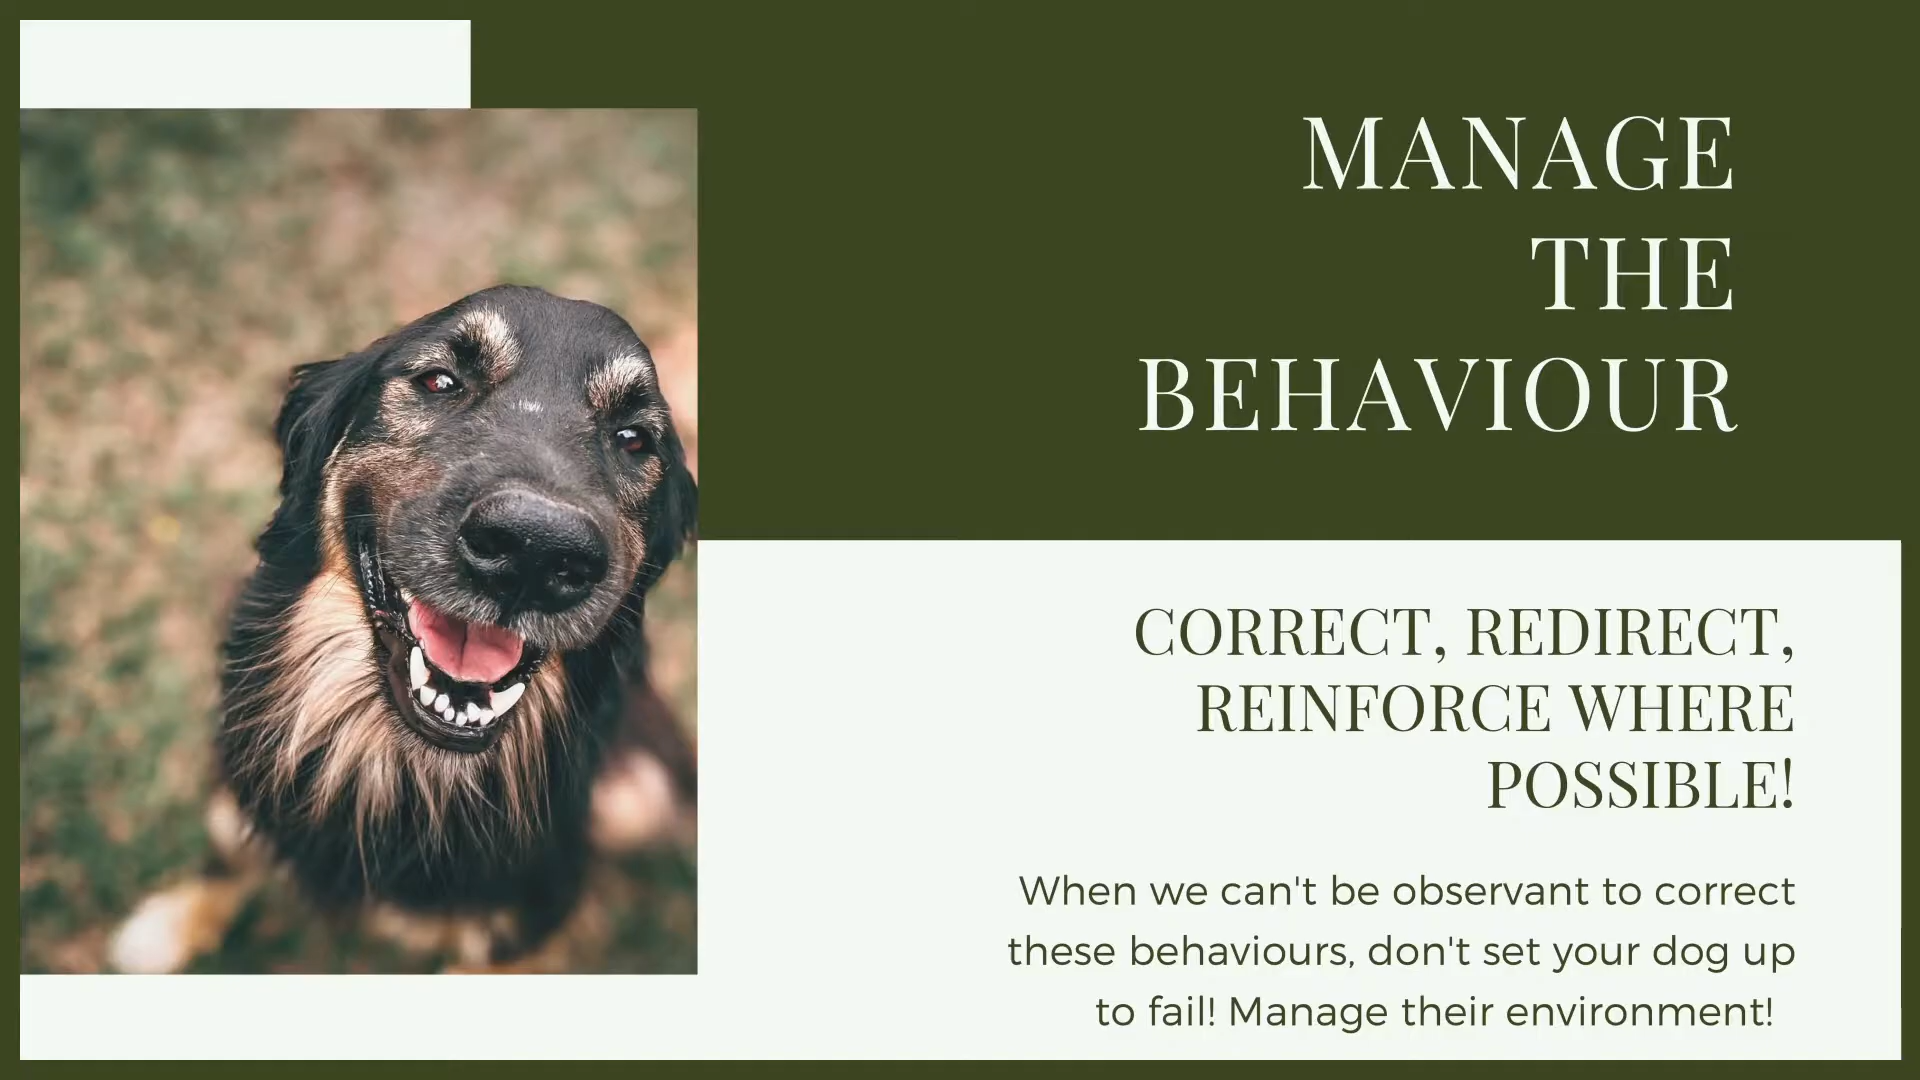 MANAGE
THE
BEHAVIOUR
CORRECT, REDIRECT,
REINFORCE WHERE
POSSIBLE!
When we can't be observant to correct
these behaviours, don't set your dog up
to fail! Manage their environment!